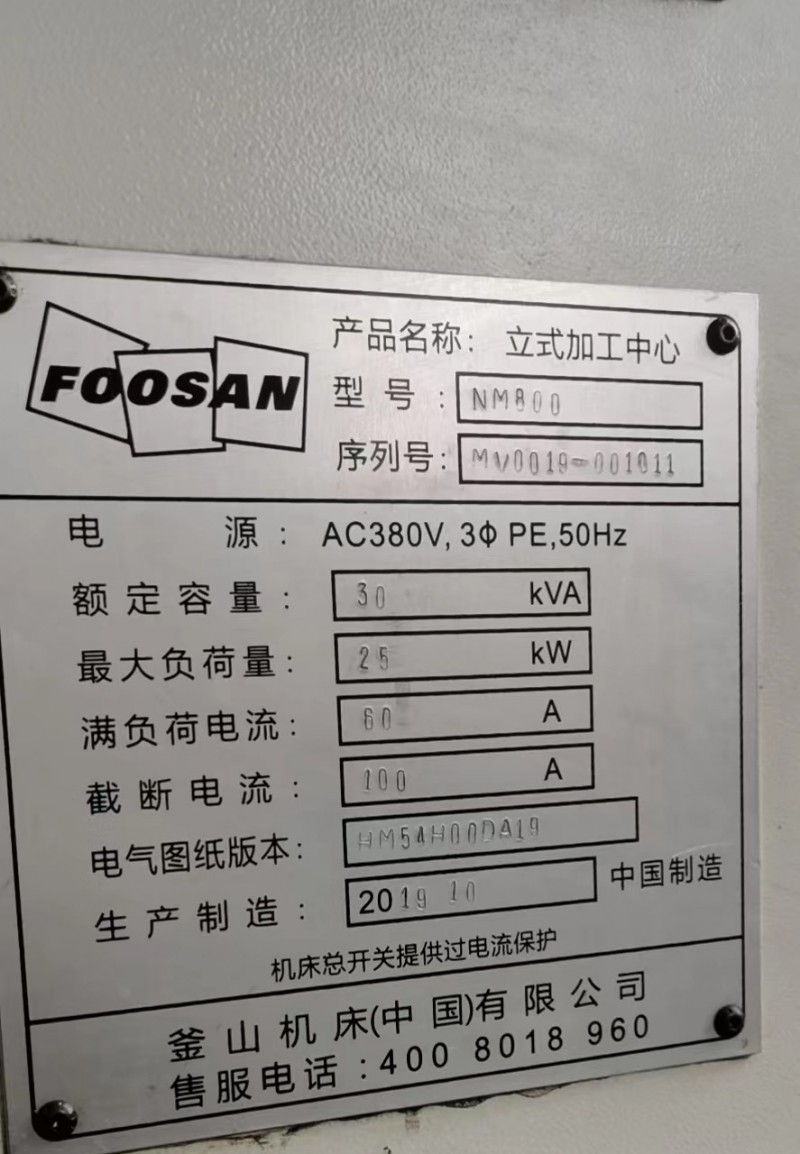 FOOSAN
产品名称: 立式加工中心
型号: NM800
序列号: MV0019-001011
电源: AC380V, 3Φ PE,50Hz
额定容量: 30 kVA
最大负荷量: 25 kW
满负荷电流: 60 A
截断电流: 100 A
电气图纸版本: HM54H00DA19
生产制造: 2019 10 中国制造
机床总开关提供过电流保护
釜山机床(中国)有限公司
售服电话:400 8018 960